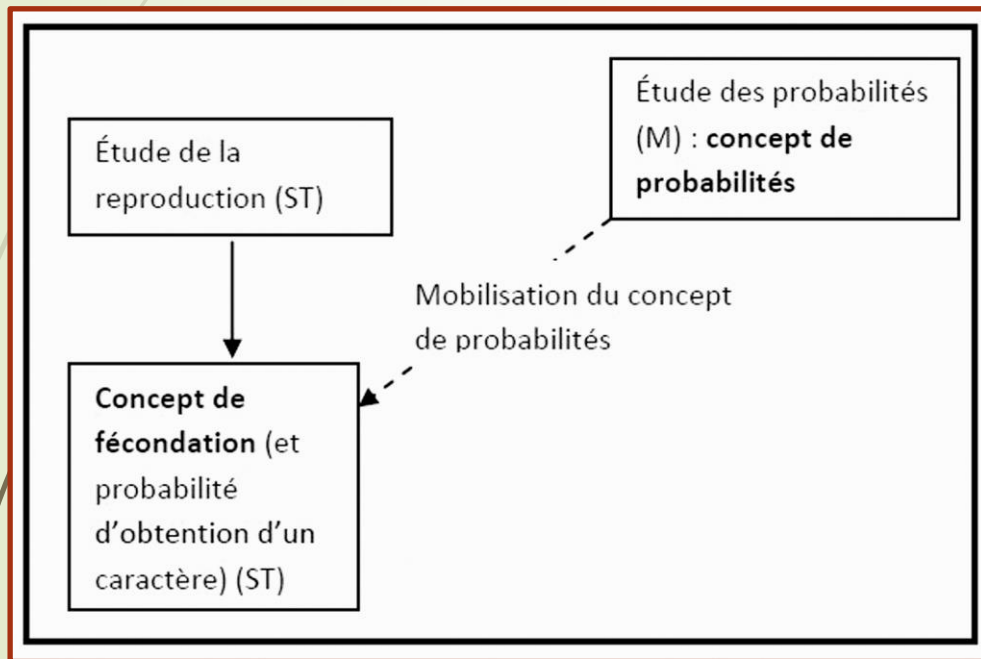 Étude de la
reproduction (ST)
Étude des probabilités
(M) : concept de
probabilités
Mobilisation du concept
de probabilités
Concept de
fécondation (et
probabilité
d’obtention d’un
caractère) (ST)